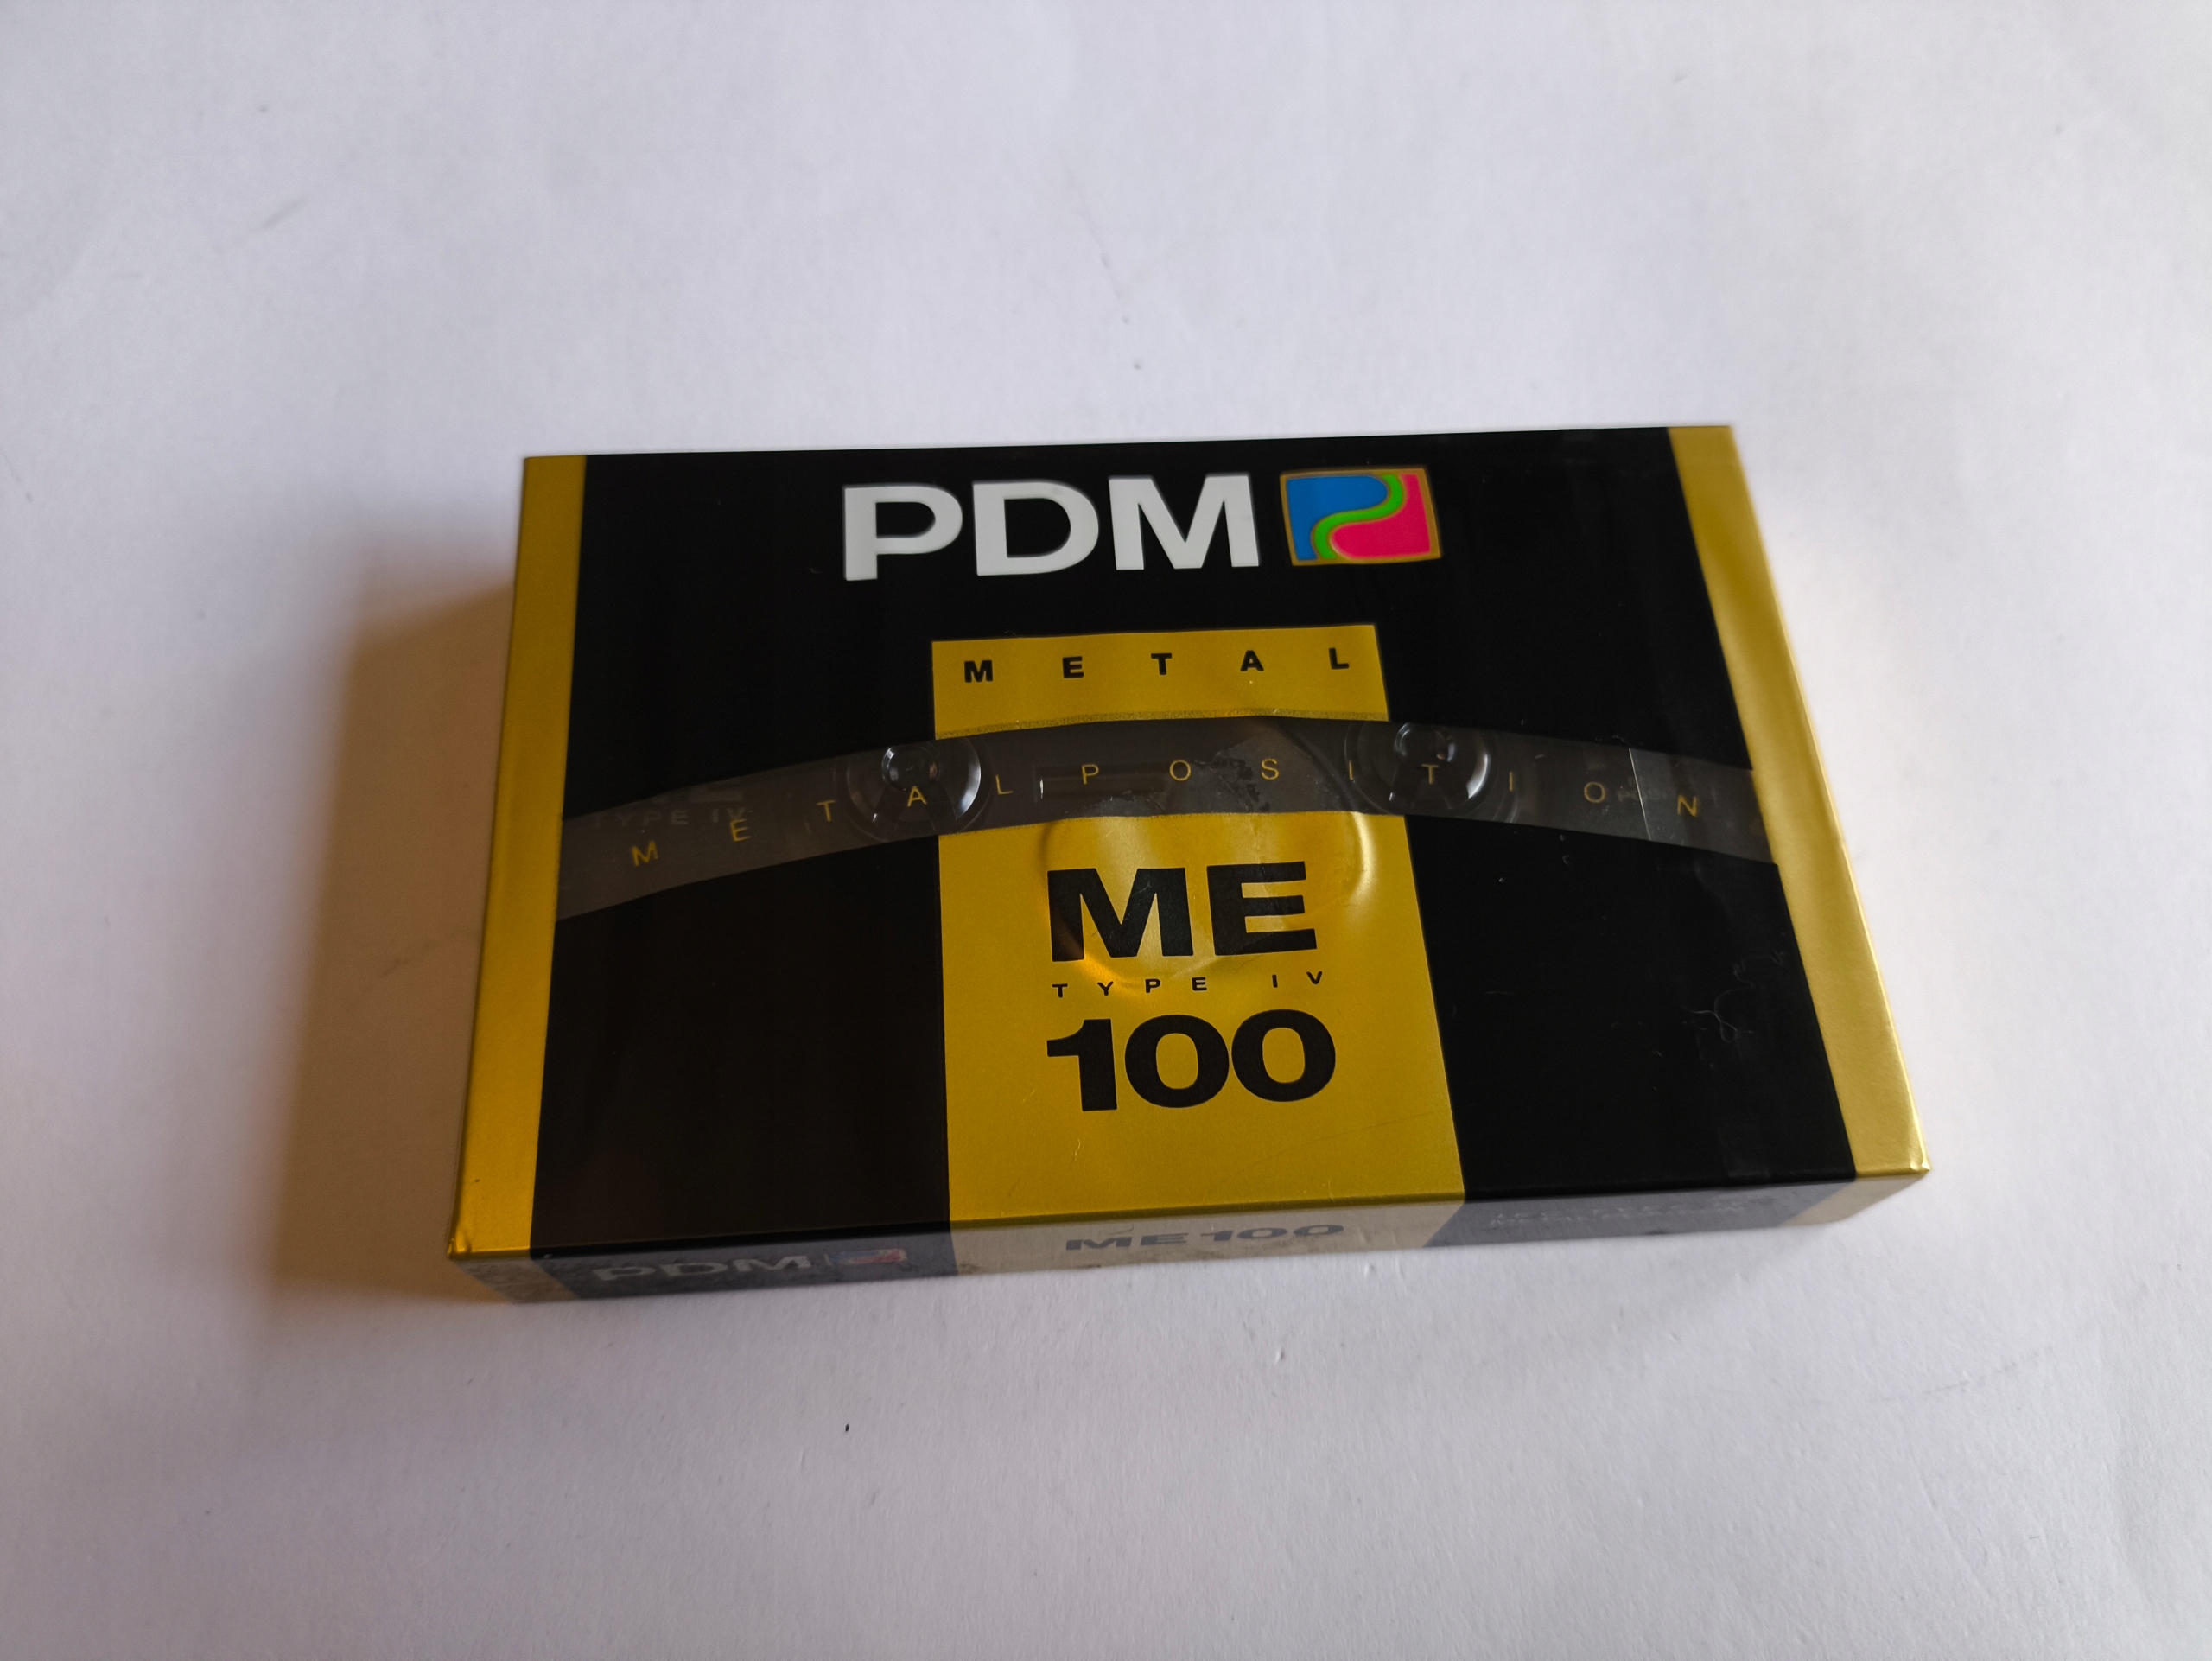 PDM
METAL
METAL POSITION
TYPE IV
ME
TYPE IV
100
PDM
ME 100